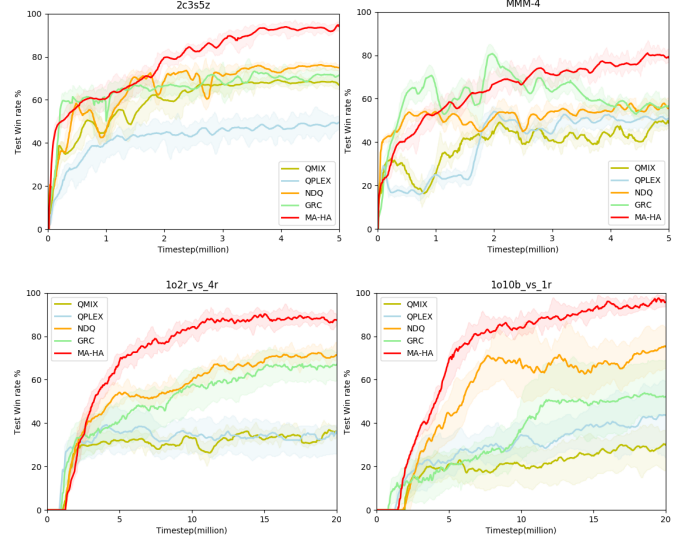 2c3s5z
Test Win rate %
100
80
60
40
20
0
QMIX
QPLEX
NDQ
GRC
MA-HA
0
1
2
3
4
5
Timestep(million)
MMM-4
Test Win rate %
100
80
60
40
20
0
QMIX
QPLEX
NDQ
GRC
MA-HA
0
1
2
3
4
5
Timestep(million)
1o2r_vs_4r
Test Win rate %
100
80
60
40
20
0
QMIX
QPLEX
NDQ
GRC
MA-HA
0
5
10
15
20
Timestep(million)
1o10b_vs_1r
Test Win rate %
100
80
60
40
20
0
QMIX
QPLEX
NDQ
GRC
MA-HA
0
5
10
15
20
Timestep(million)